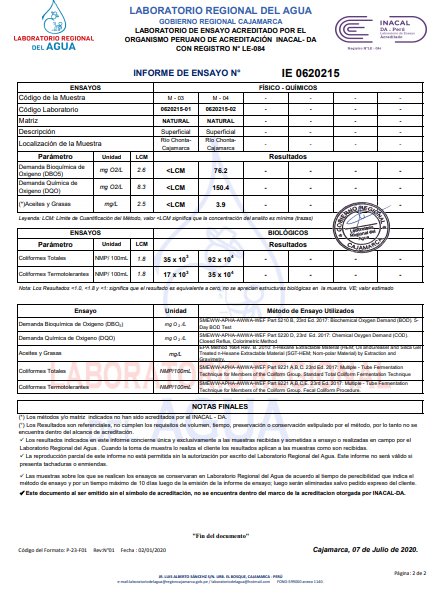 LABORATORIO REGIONAL DEL AGUA
GOBIERNO REGIONAL CAJAMARCA
LABORATORIO DE ENSAYO ACREDITADO POR EL
ORGANISMO PERUANO DE ACREDITACIÓN INACAL- DA
CON REGISTRO N° LE-084
LABORATORIO REGIONAL
DEL AGUA
INACAL
DA - Perú
Laboratorio de Ensayo
Acreditado
Registro N°LE - 084
INFORME DE ENSAYO N° IE 0620215
ENSAYOS FÍSICO - QUÍMICOS
Código de la Muestra M - 03 M - 04 - - - -
Código Laboratorio 0620215-01 0620215-02 - - - -
Matriz NATURAL NATURAL - - - -
Descripción Superficial Superficial - - - -
Localización de la Muestra Río Chonta- Cajamarca Río Chonta- Cajamarca - - - -
Parámetro Unidad LCM Resultados
Demanda Bioquímica de Oxígeno (DBO5) mg O2/L 2.6 <LCM 76.2 - - - -
Demanda Química de Oxígeno (DQO) mg O2/L 8.3 <LCM 150.4 - - - -
(*)Aceites y Grasas mg/L 2.5 <LCM 3.9 - - - -
Leyenda: LCM: Límite de Cuantificación del Método, valor <LCM significa que la concentración del analito es mínima (trazas)
GOBIERNO REGIONAL
Laboratorio
Regional del
CAJAMARCA
ENSAYOS BIOLÓGICOS
Parámetro Unidad LCM Resultados
Coliformes Totales NMP/ 100mL 1.8 35 x 10³ 92 x 10⁴ - - - -
Coliformes Termotolerantes NMP/ 100mL 1.8 17 x 10³ 35 x 10⁴ - - - -
Nota: Los Resultados <1.0, <1.8 y <1: significa que el resultado es equivalente a cero, no se aprecian estructuras biológicas en la muestra. VE: valor estimado
Ensayo Unidad Método de Ensayo Utilizados
Demanda Bioquímica de Oxígeno (DBO₅) mg O₂ /L SMEWW-APHA-AWWA-WEF Part 5210 B, 23rd Ed. 2017: Biochemical Oxygen Demand (BOD). 5-
Day BOD Test
Demanda Química de Oxígeno (DQO) mg O₂ /L SMEWW-APHA-AWWA-WEF Part 5220 D, 23rd Ed. 2017: Chemical Oxygen Demand (COD),
Closed Reflux, Colorimetric Method
Aceites y Grasas mg/L EPA Method 1664 Rev. B. 2010: n-Hexane Extractable Material (HEM; Oil and Grease) and Silica Gel
Treated n-Hexane Extractable Material (SGT-HEM; Non-polar Material) by Extraction and
Gravimetry
Coliformes Totales NMP/100mL SMEWW-APHA-AWWA-WEF Part 9221 A,B,C. 23rd Ed. 2017: Multiple - Tube Fermentation
Technique for Members of the Coliform Group. Standard Total Coliform Fermentation Technique
Coliformes Termotolerantes NMP/100mL SMEWW-APHA-AWWA-WEF Part 9221 A,B,C,E. 23rd Ed. 2017: Multiple - Tube Fermentation
Technique for Members of the Coliform Group. Fecal Coliform Procedure.
NOTAS FINALES
(*) Los métodos y/o matriz indicados no han sido acreditados por el INACAL - DA.
(*) Los Resultados son referenciales, no cumplen los requisitos de volumen, tiempo, preservación o conservación estipulado por el método, por lo tanto no se
encuentra dentro del alcance de acreditación.
✓ Los resultados indicados en este informe concierne única y exclusivamente a las muestras recibidas y sometidas a ensayo o realizadas en campo por el
Laboratorio Regional del Agua . Cuando la toma de muestra lo realiza el cliente los resultados aplican a las muestras como son recibidas.
✓ La reproducción parcial de este informe no está permitida sin la autorización por escrito del Laboratorio Regional del Agua. Este informe no será válido si
presenta tachaduras o enmiendas.
✓ Las muestras sobre los que se realicen los ensayos se conservaran en Laboratorio Regional del Agua de acuerdo al tiempo de perecibilidad que indica el
método de ensayo y por un tiempo máximo de 10 días luego de la emisión de la informe de ensayo; luego serán eliminadas salvo pedido expreso del cliente.
✓ Este documento al ser emitido sin el símbolo de acreditación, no se encuentra dentro del marco de la acreditacion otorgada por INACAL-DA.
"Fin del documento"
Código del Formato: P-23-F01 Rev:N°01 Fecha : 02/01/2020 Cajamarca, 07 de Julio de 2020.
Página : 2 de 2
JR. LUIS ALBERTO SÁNCHEZ S/N. URB. EL BOSQUE, CAJAMARCA - PERÚ